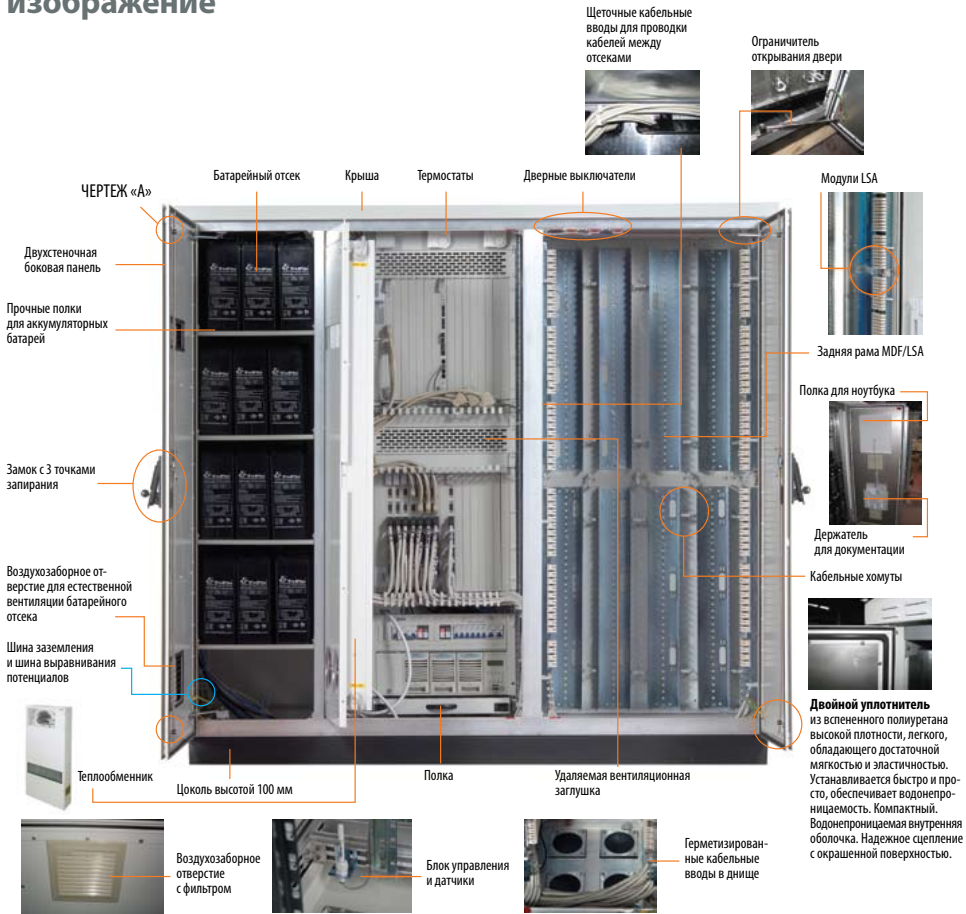 изображение
Щеточные кабельные
вводы для проводки
кабелей между
отсеками
Ограничитель
открывания двери
ЧЕРТЕЖ «А»
Батарейный отсек
Крыша
Термостаты
Дверные выключатели
Модули LSA
Двухстеночная
боковая панель
Прочные полки
для аккумуляторных
батарей
Задняя рама MDF/LSA
Полка для ноутбука
Замок с 3 точками
запирания
Держатель
для документации
Воздухозаборное от-
верстие для естественной
вентиляции батарейного
отсека
Кабельные хомуты
Шина заземления
и шина выравнивания
потенциалов
Двойной уплотнитель
из вспененного полиуретана
высокой плотности, легкого,
обладающего достаточной
мягкостью и эластичностью.
Устанавливается быстро и про-
сто, обеспечивает водонепро-
ницаемость. Компактный.
Водонепроницаемая внутренняя
оболочка. Надежное сцепление
с окрашенной поверхностью.
Теплообменник
Цоколь высотой 100 мм
Полка
Удаляемая вентиляционная
заглушка
Воздухозаборное
отверстие
с фильтром
Блок управления
и датчики
Герметизирован-
ные кабельные
вводы в днище